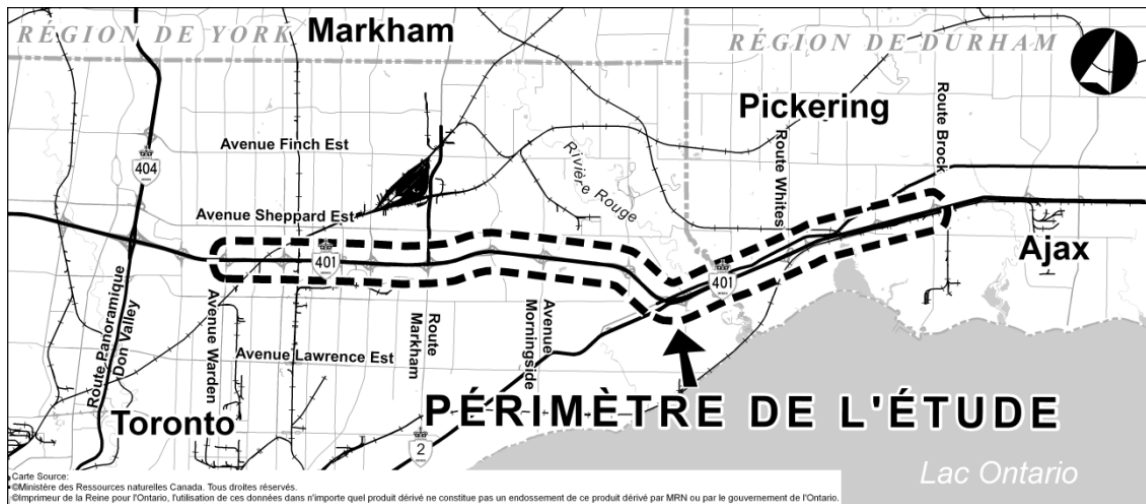 RÉGION DE YORK
Markham
RÉGION DE DURHAM
Pickering
Route Brock
404
Avenue Finch Est
Rivière Rouge
Route Whites
Avenue Sheppard Est
401
401
Ajax
Route Panoramique
Don Valley
Avenue Warden
Route
Markham
Avenue
Morningside
Avenue Lawrence Est
PÉRIMÈTRE DE L'ÉTUDE
Toronto
2
Lac Ontario
Carte Source:
©Ministère des Ressources naturelles Canada. Tous droites réservés.
©Imprimeur de la Reine pour l'Ontario, l'utilisation de ces données dans n'importe quel produit dérivé ne constitue pas un endossement de ce produit dérivé par MRN ou par le gouvernement de l'Ontario.